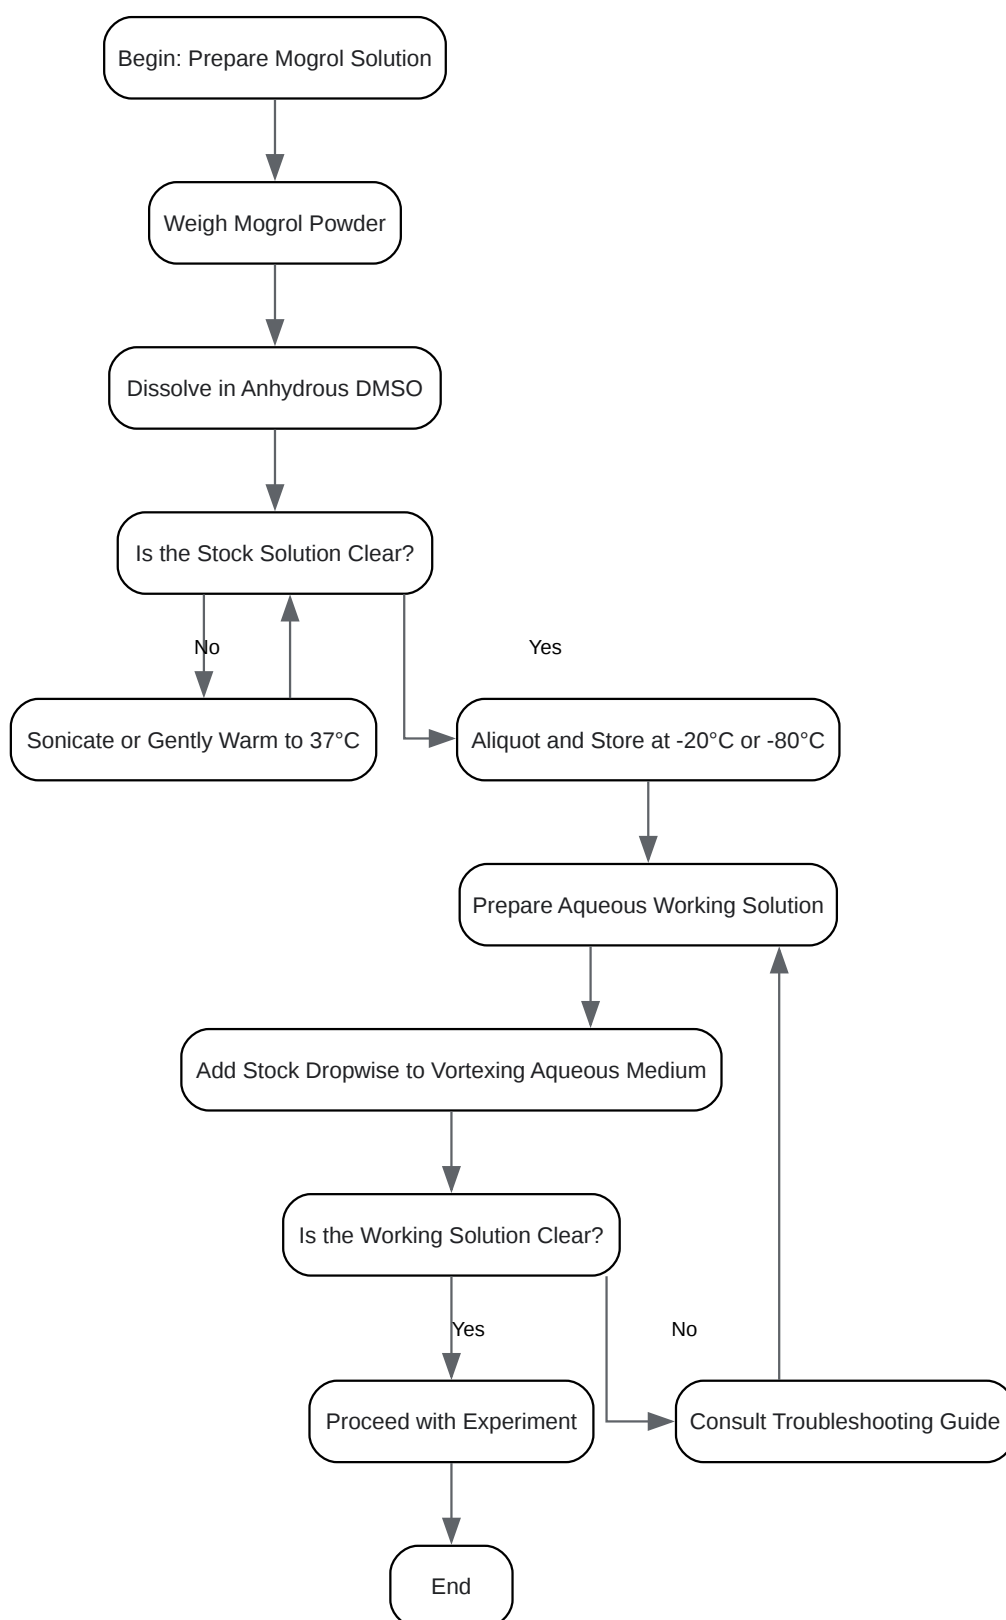 Begin: Prepare Mogrol Solution
Weigh Mogrol Powder
Dissolve in Anhydrous DMSO
Is the Stock Solution Clear?
No
Yes
Sonicate or Gently Warm to 37°C
Aliquot and Store at -20°C or -80°C
Prepare Aqueous Working Solution
Add Stock Dropwise to Vortexing Aqueous Medium
Is the Working Solution Clear?
Yes
No
Proceed with Experiment
Consult Troubleshooting Guide
End